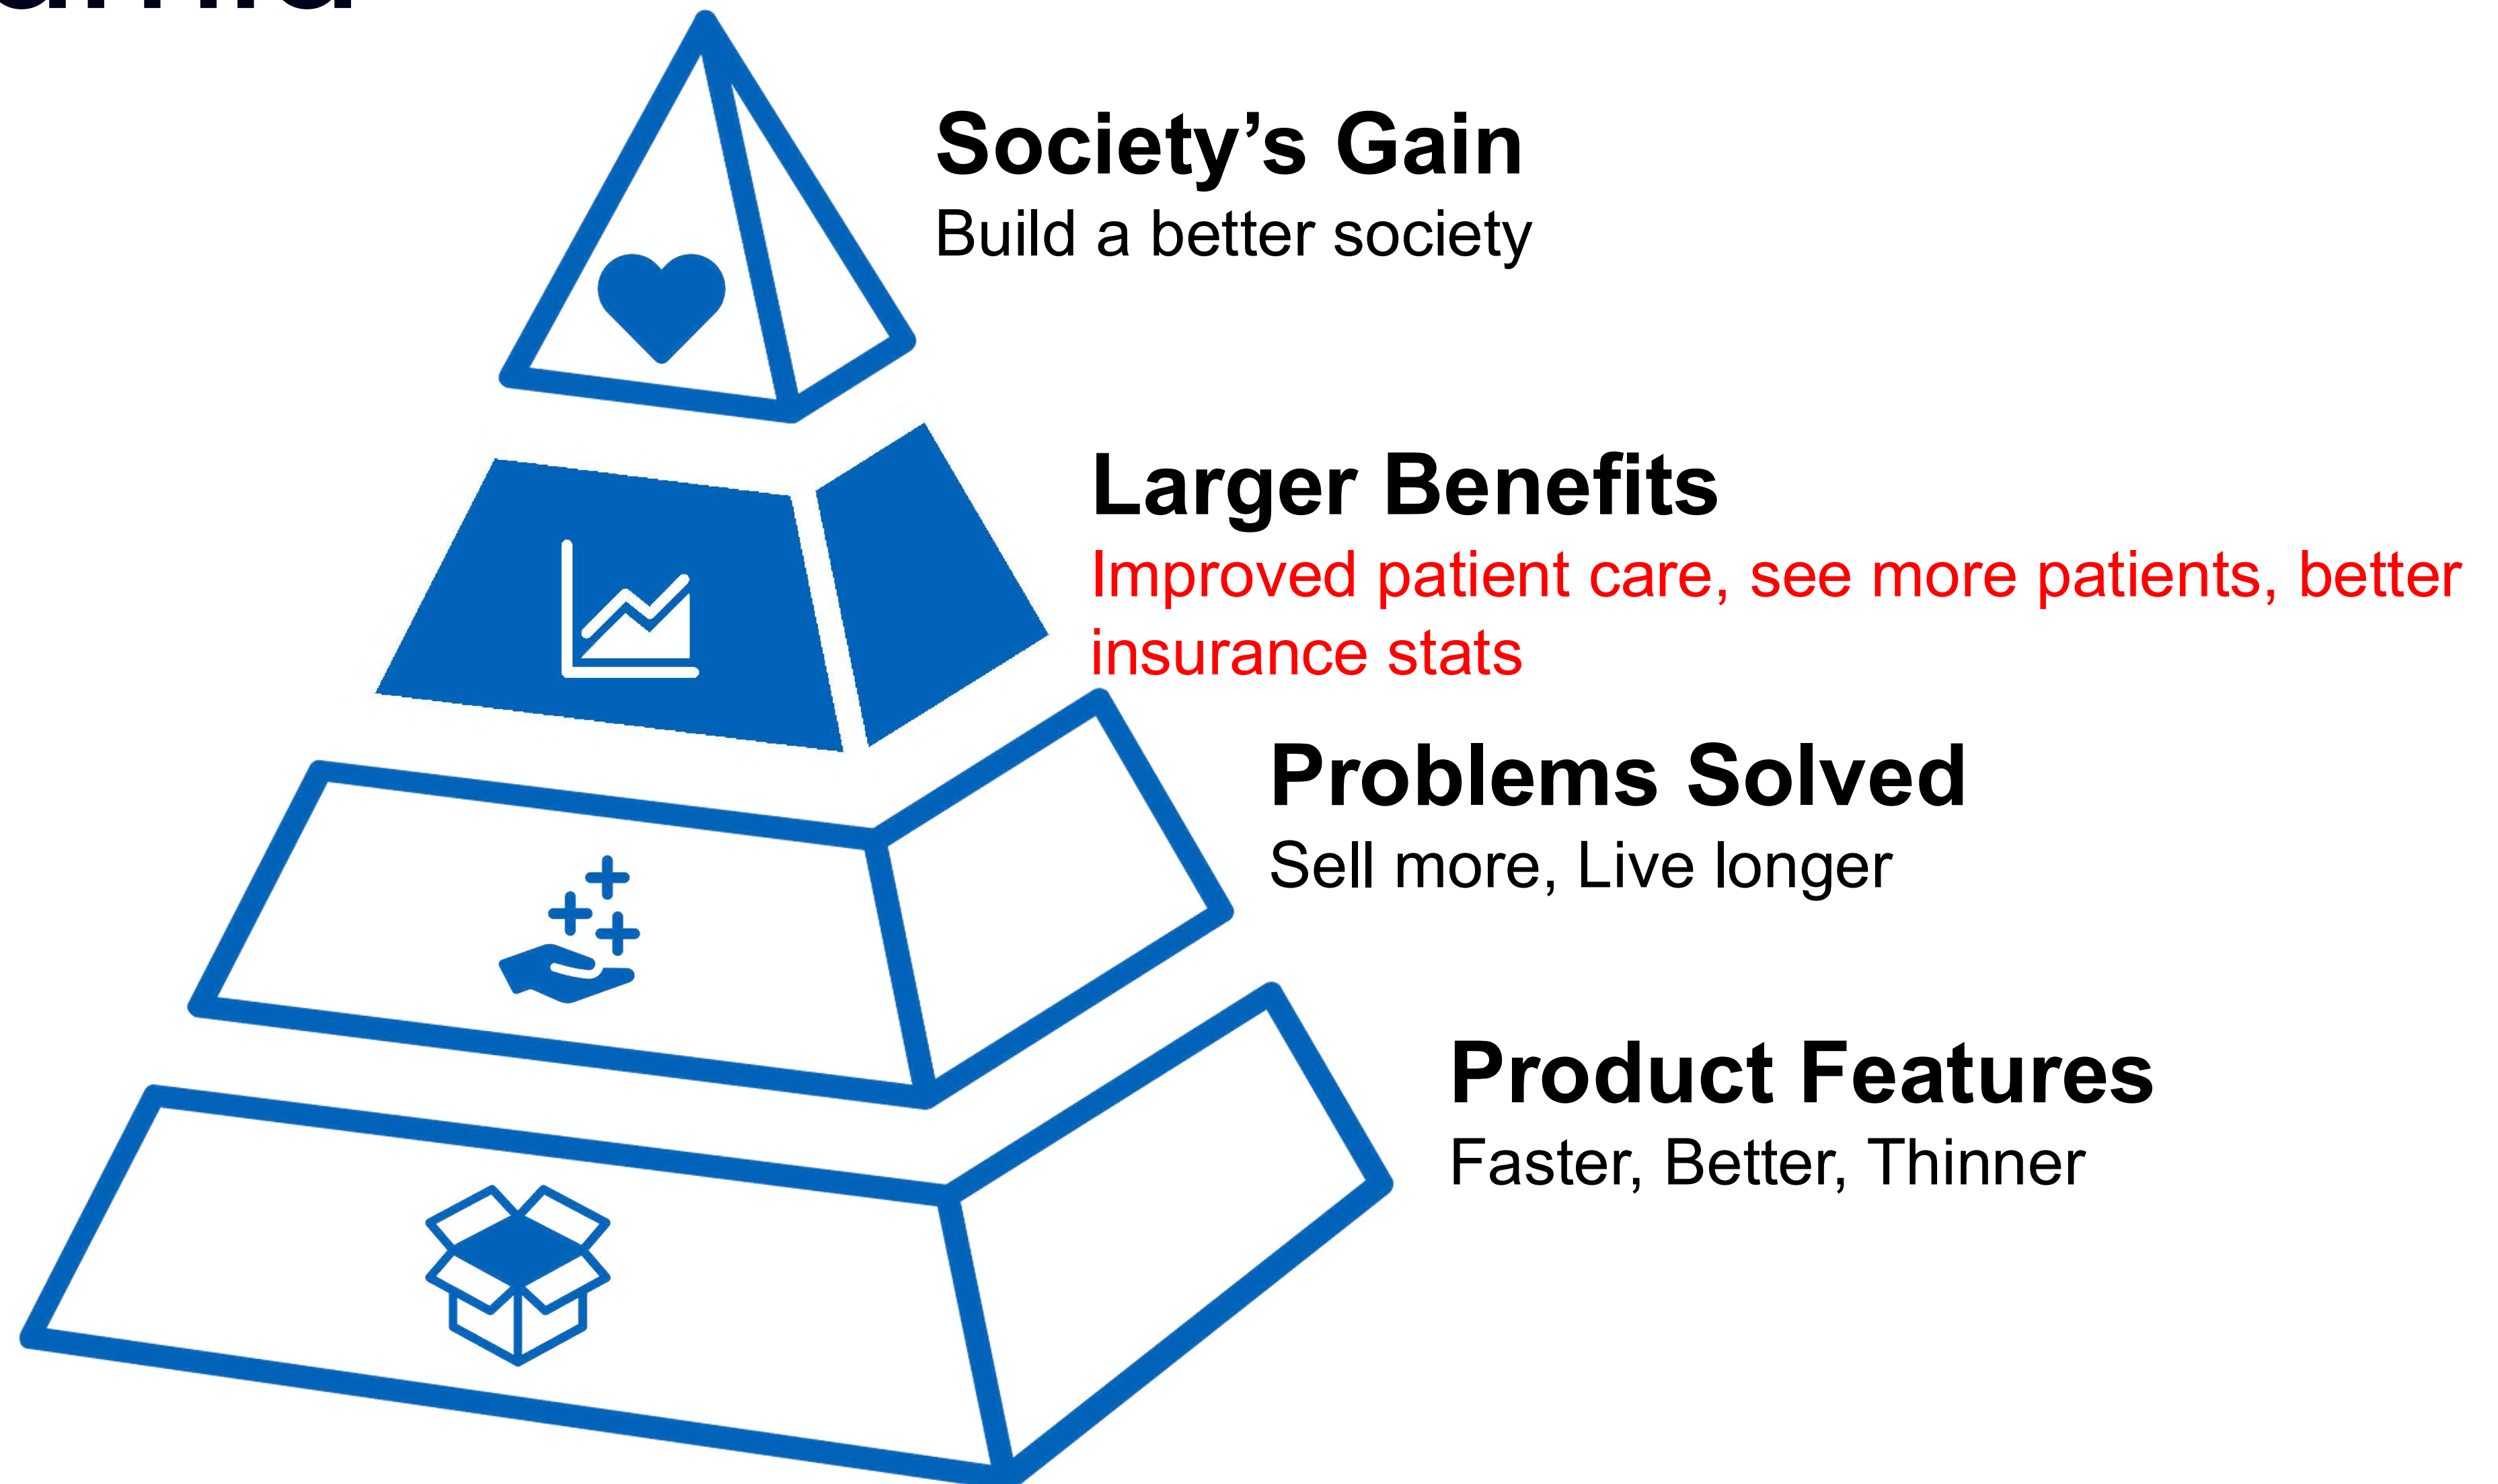 Society’s Gain
Build a better society
Larger Benefits
Improved patient care, see more patients, better
insurance stats
Problems Solved
Sell more, Live longer
Product Features
Faster, Better, Thinner